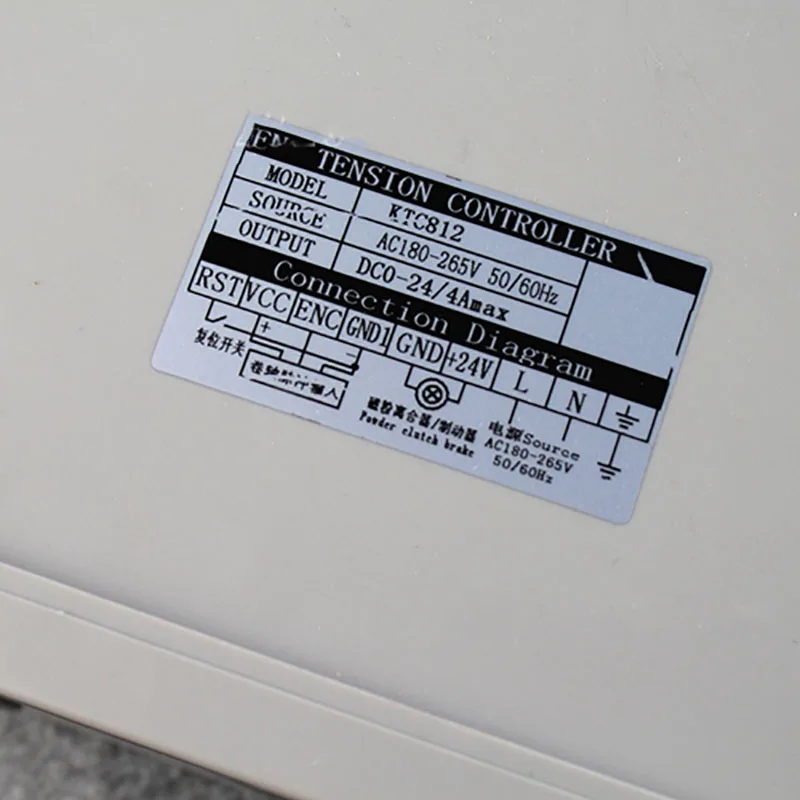 TENSION CONTROLLER
MODEL KTC812
SOURCE AC180-265V 50/60Hz
OUTPUT DC0-24/4Amax
Connection Diagram
RST VCC ENC GND1 GND +24V L N
复位开关
+ -
磁粉离合器/制动器
Powder clutch brake
电源Source
AC180-265V
50/60Hz